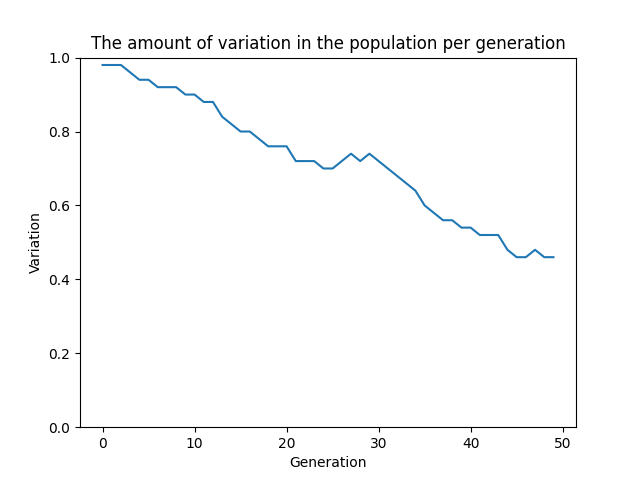 The amount of variation in the population per generation
1.0
0.8
0.6
0.4
0.2
0.0
Variation
0 10 20 30 40 50
Generation